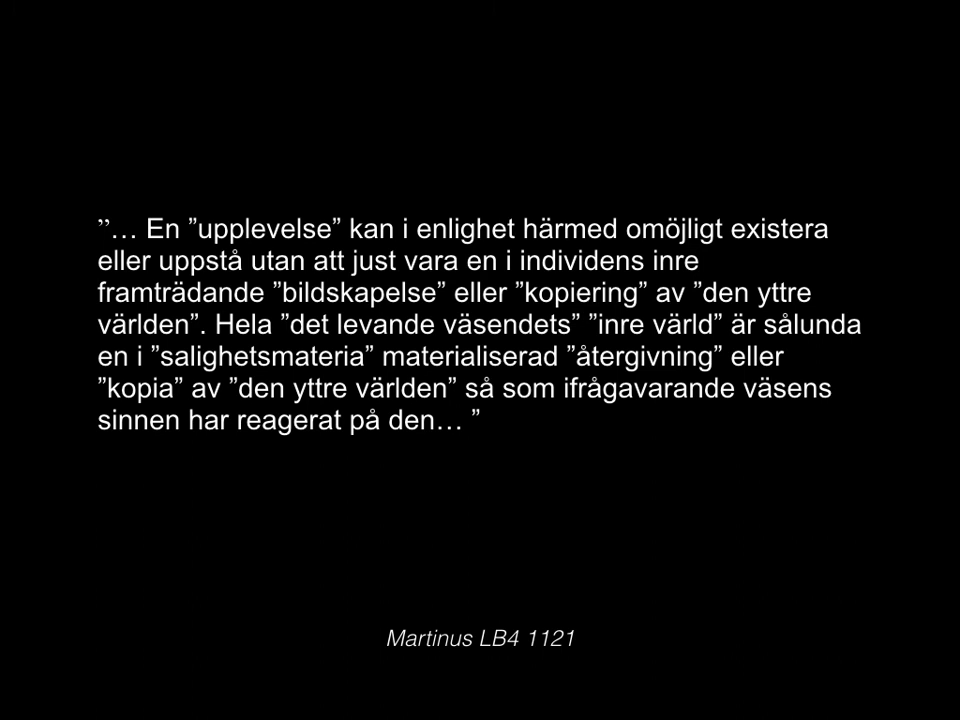 ”… En ”upplevelse” kan i enlighet härmed omöjligt existera
eller uppstå utan att just vara en i individens inre
framträdande ”bildskapelse” eller ”kopiering” av ”den yttre
världen”. Hela ”det levande väsendets” ”inre värld” är sålunda
en i ”salighetsmateria” materialiserad ”återgivning” eller
”kopia” av ”den yttre världen” så som ifrågavarande väsens
sinnen har reagerat på den… ”
Martinus LB4 1121